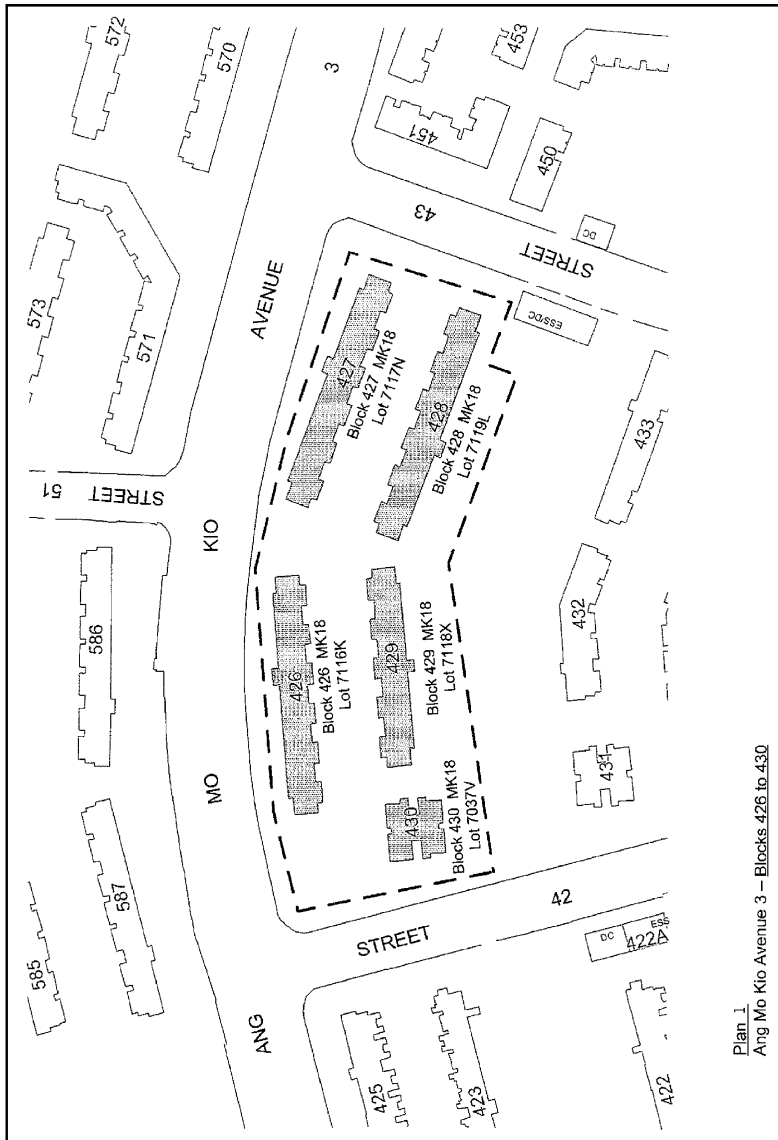 572
570
573
571
3
453
451
450
43
STREET
DC
ESS/DC
AVENUE
STREET 51
KIO
MO
ANG
586
587
585
427
Block 427 MK18
Lot 7117N
428
Block 428 MK18
Lot 7119L
426
Block 426 MK18
Lot 7116K
429
Block 429 MK18
Lot 7118X
430
Block 430 MK18
Lot 7037V
433
432
431
42
STREET
DC
ESS
422A
425
423
422
Plan 1
Ang Mo Kio Avenue 3 – Blocks 426 to 430